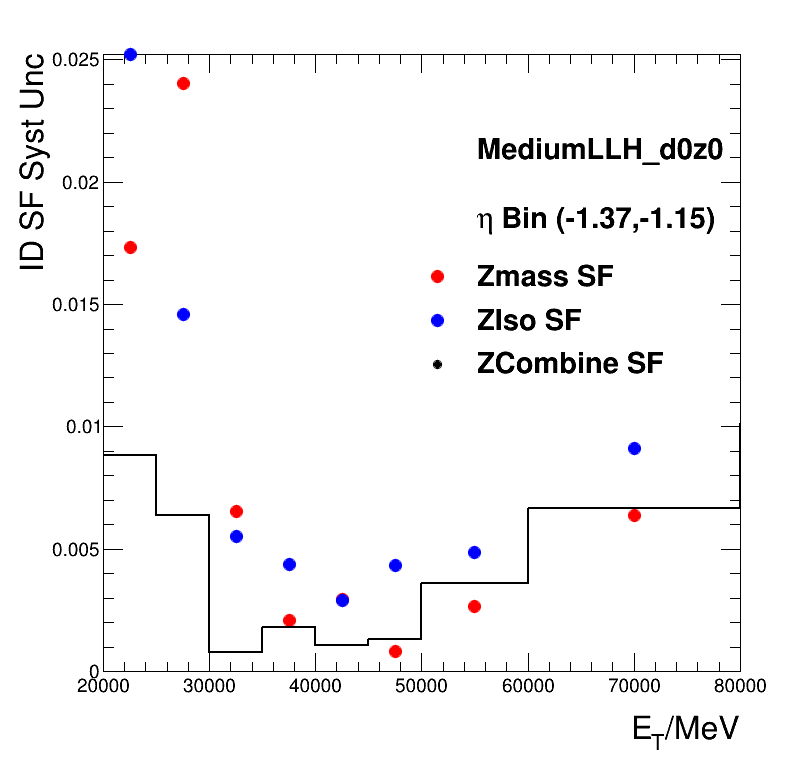 ID SF Syst Unc
0.025
0.02
0.015
0.01
0.005
0
MediumLLH_d0z0
η Bin (-1.37,-1.15)
Zmass SF
ZIso SF
ZCombine SF
20000 30000 40000 50000 60000 70000 80000
E_T/MeV